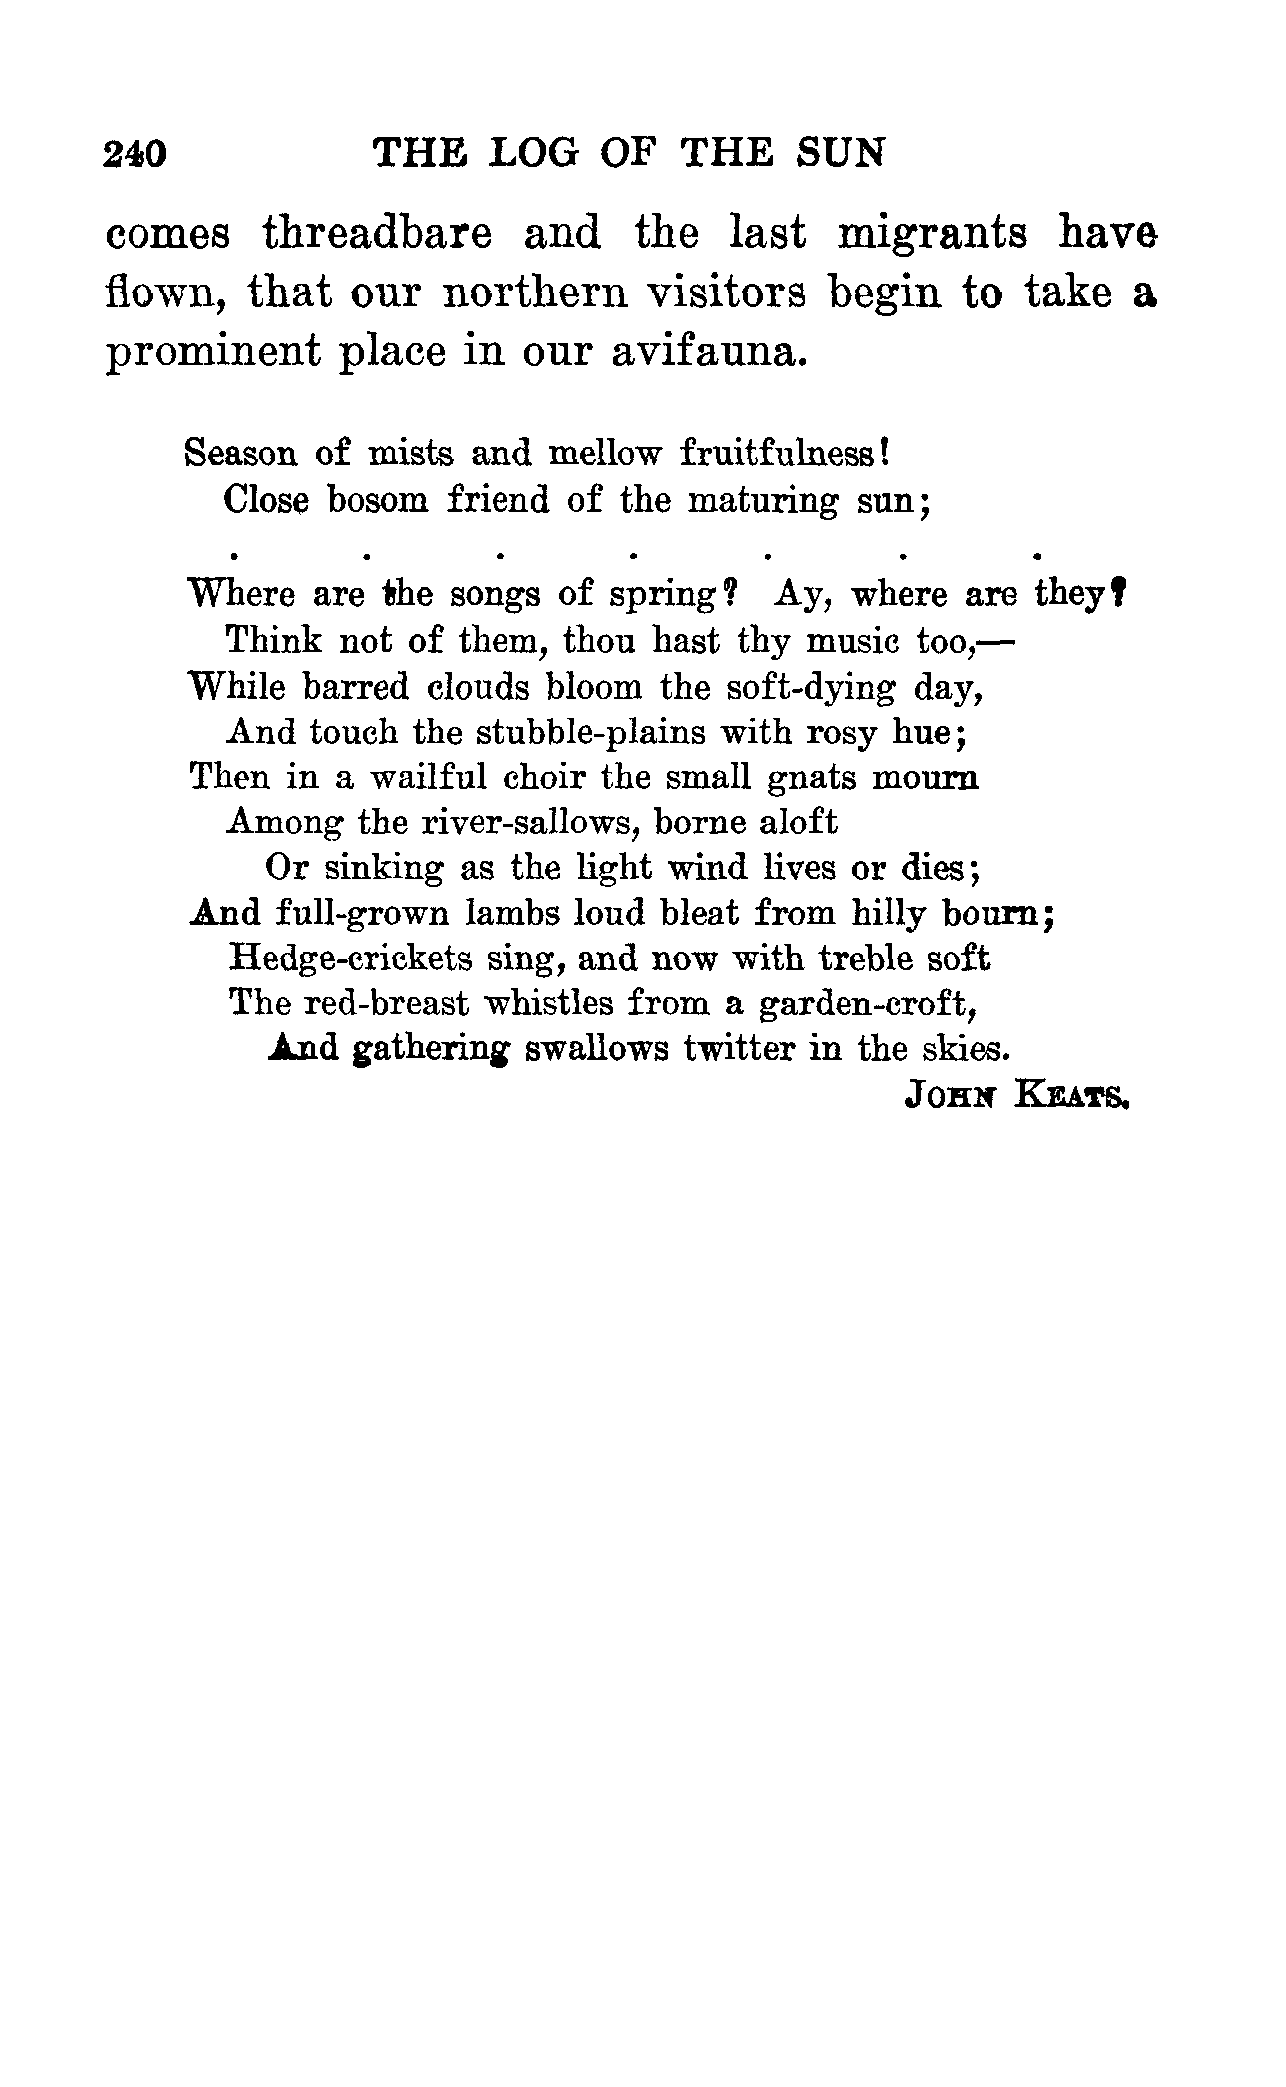 240 THE LOG OF THE SUN
comes threadbare and the last migrants have
flown, that our northern visitors begin to take a
prominent place in our avifauna.
Season of mists and mellow fruitfulness!
Close bosom friend of the maturing sun;
. . . . . . .
Where are the songs of spring? Ay, where are they?
Think not of them, thou hast thy music too,—
While barred clouds bloom the soft-dying day,
And touch the stubble-plains with rosy hue;
Then in a wailful choir the small gnats mourn
Among the river-sallows, borne aloft
Or sinking as the light wind lives or dies;
And full-grown lambs loud bleat from hilly bourn;
Hedge-crickets sing, and now with treble soft
The red-breast whistles from a garden-croft,
And gathering swallows twitter in the skies.
JOHN KEATS.